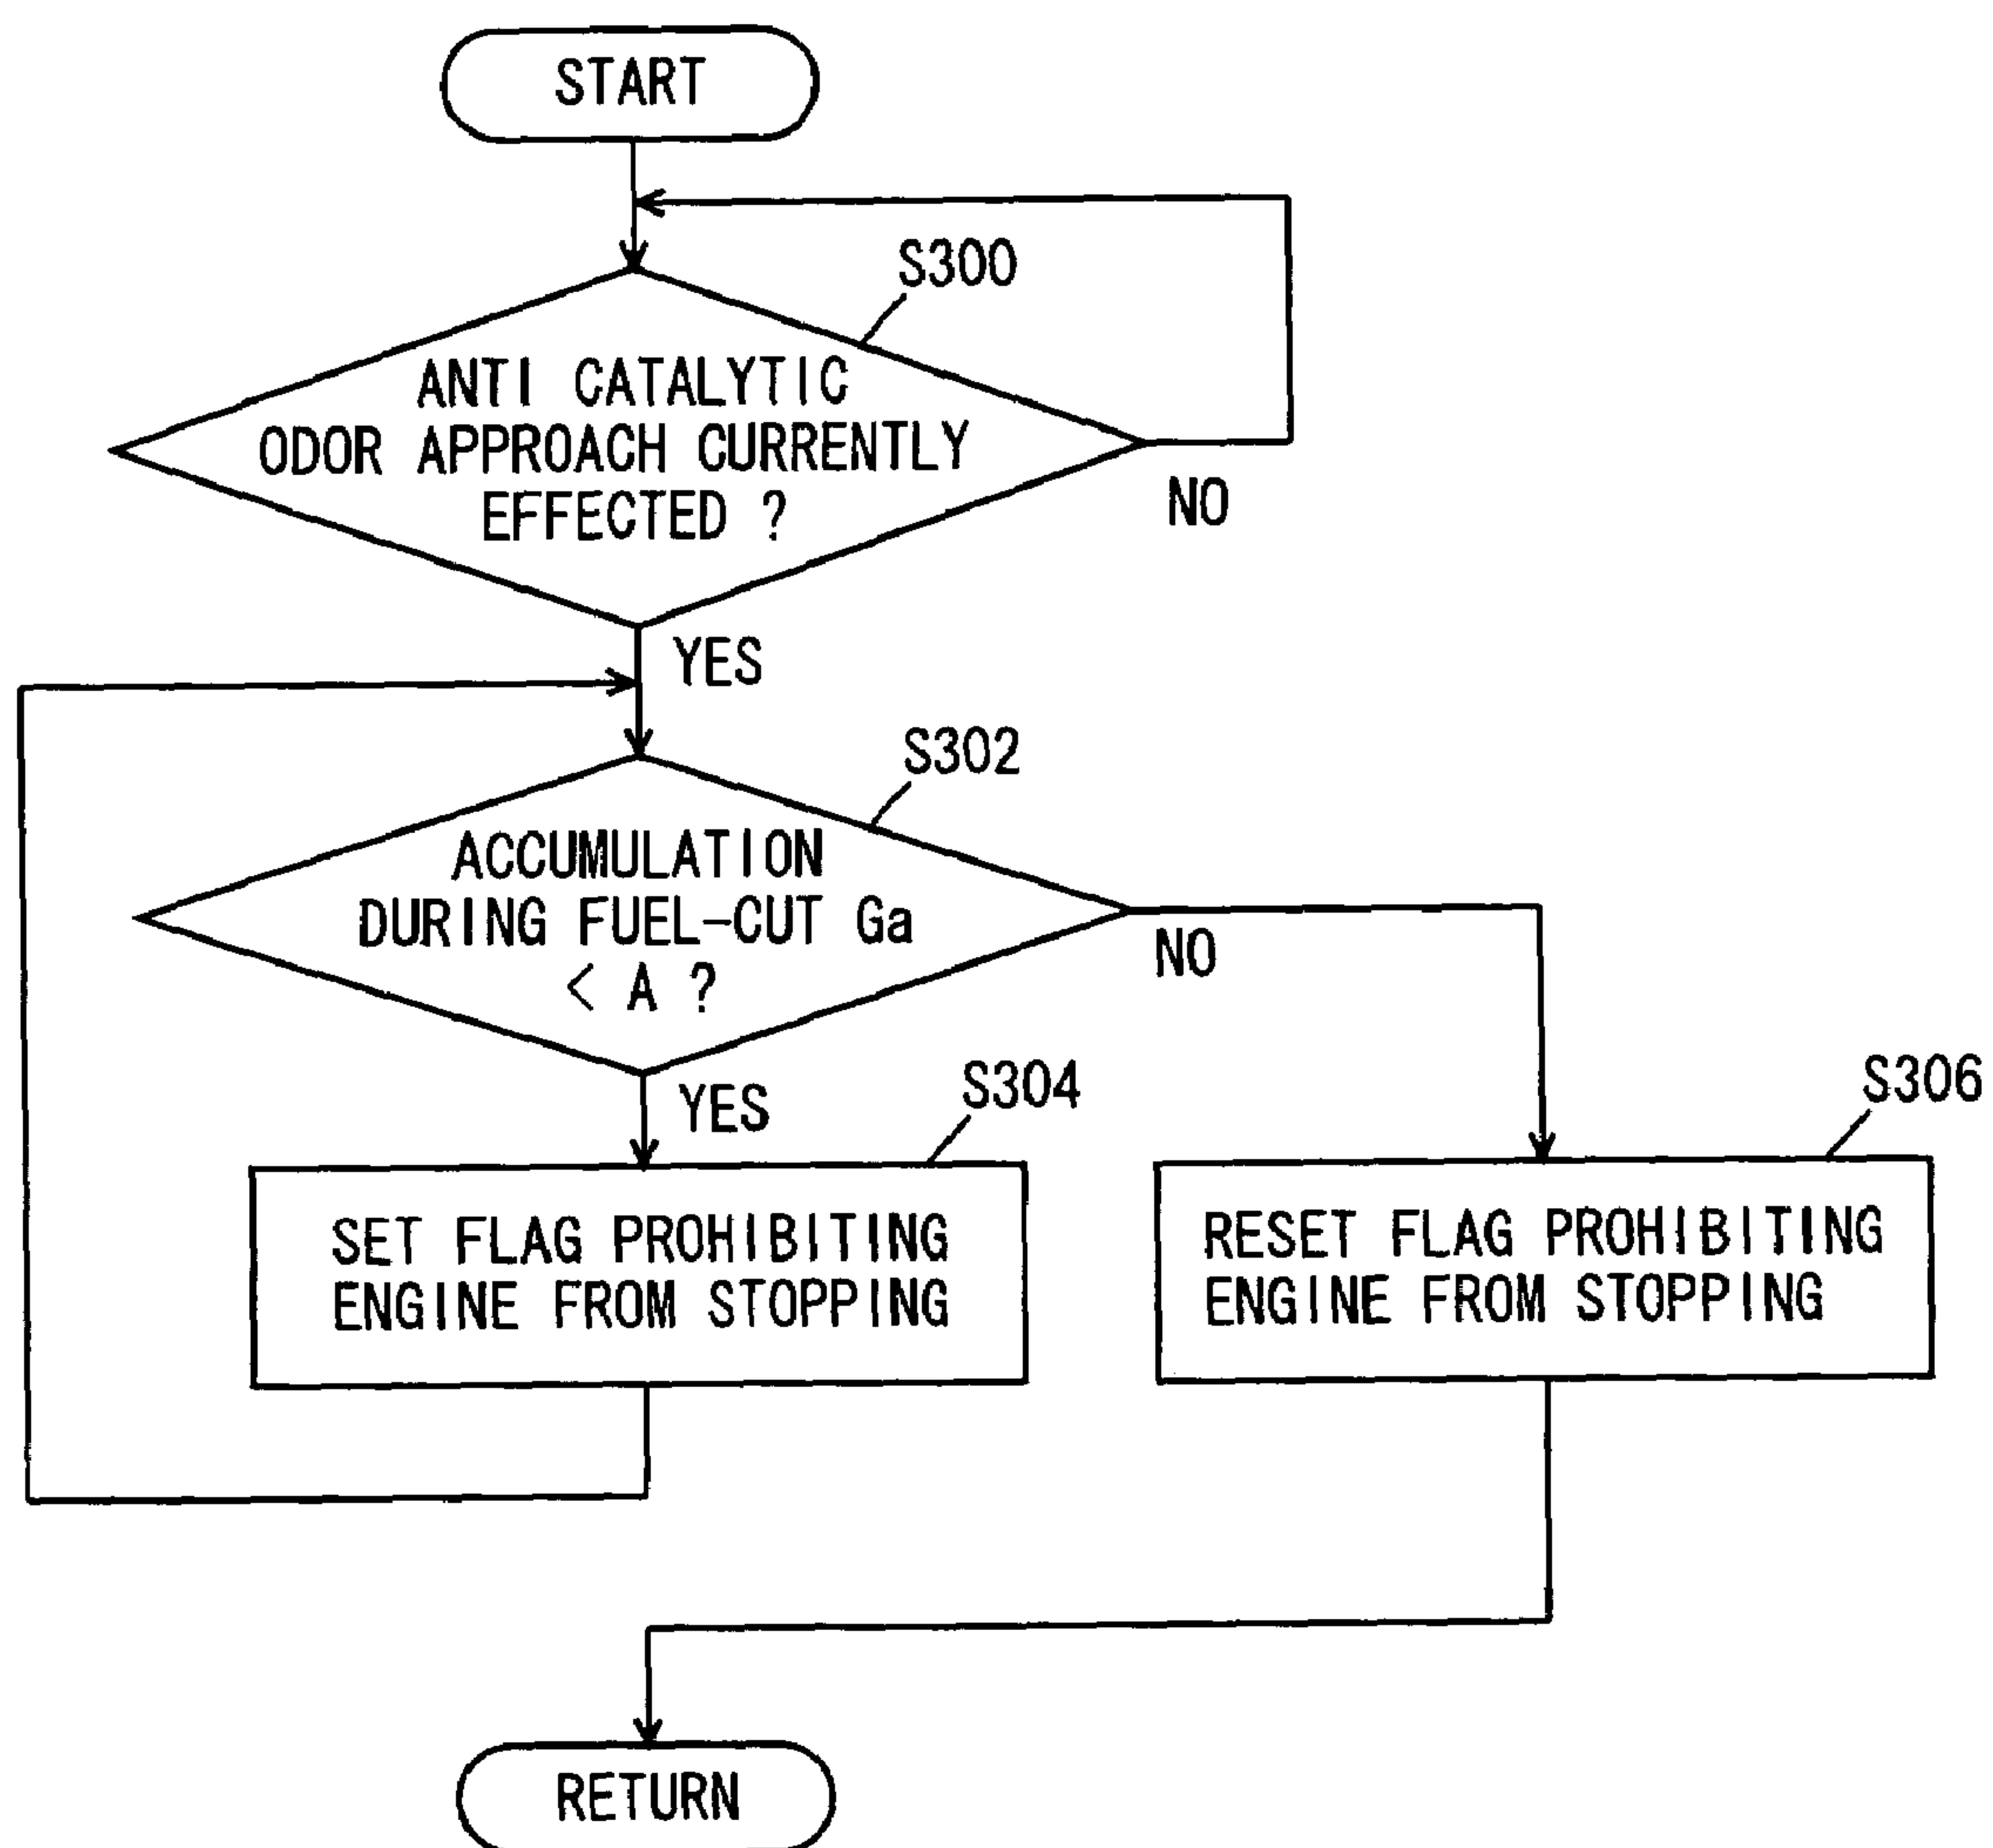 START
S300
ANTI CATALYTIC
ODOR APPROACH CURRENTLY
EFFECTED ?
NO
YES
S302
ACCUMULATION
DURING FUEL-CUT Ga
< A ?
NO
YES
S304
S306
SET FLAG PROHIBITING
ENGINE FROM STOPPING
RESET FLAG PROHIBITING
ENGINE FROM STOPPING
RETURN